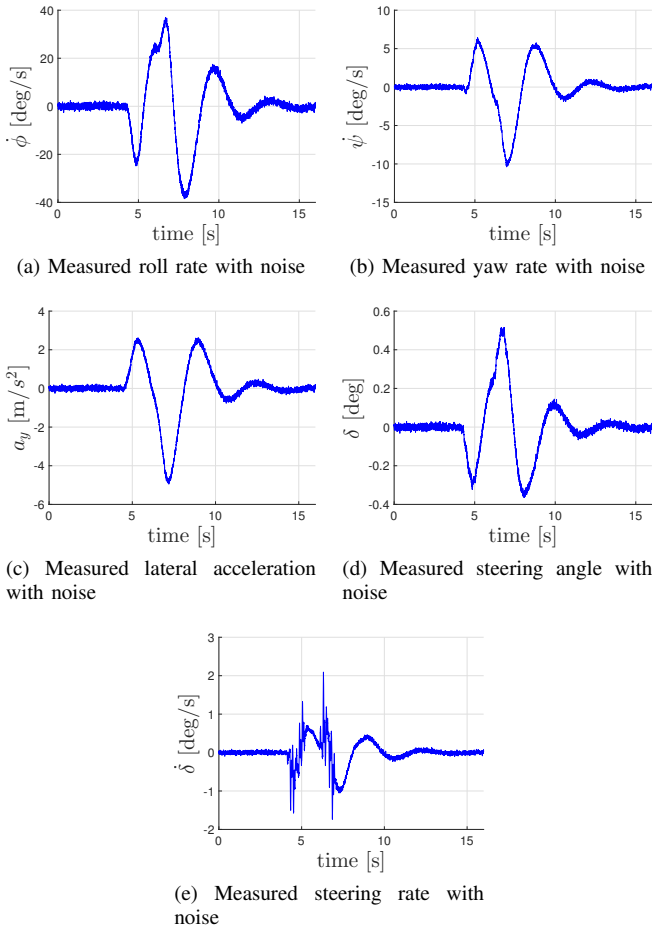 40
20
0
-20
-40
0
5
10
15
φ̇ [deg/s]
time [s]
(a) Measured roll rate with noise
10
5
0
-5
-10
-15
0
5
10
15
ψ̇ [deg/s]
time [s]
(b) Measured yaw rate with noise
4
2
0
-2
-4
-6
0
5
10
15
a_y [m/s²]
time [s]
(c) Measured lateral acceleration
with noise
0.6
0.4
0.2
0
-0.2
-0.4
0
5
10
15
δ [deg]
time [s]
(d) Measured steering angle with
noise
3
2
1
0
-1
-2
0
5
10
15
δ̇ [deg/s]
time [s]
(e) Measured steering rate with
noise